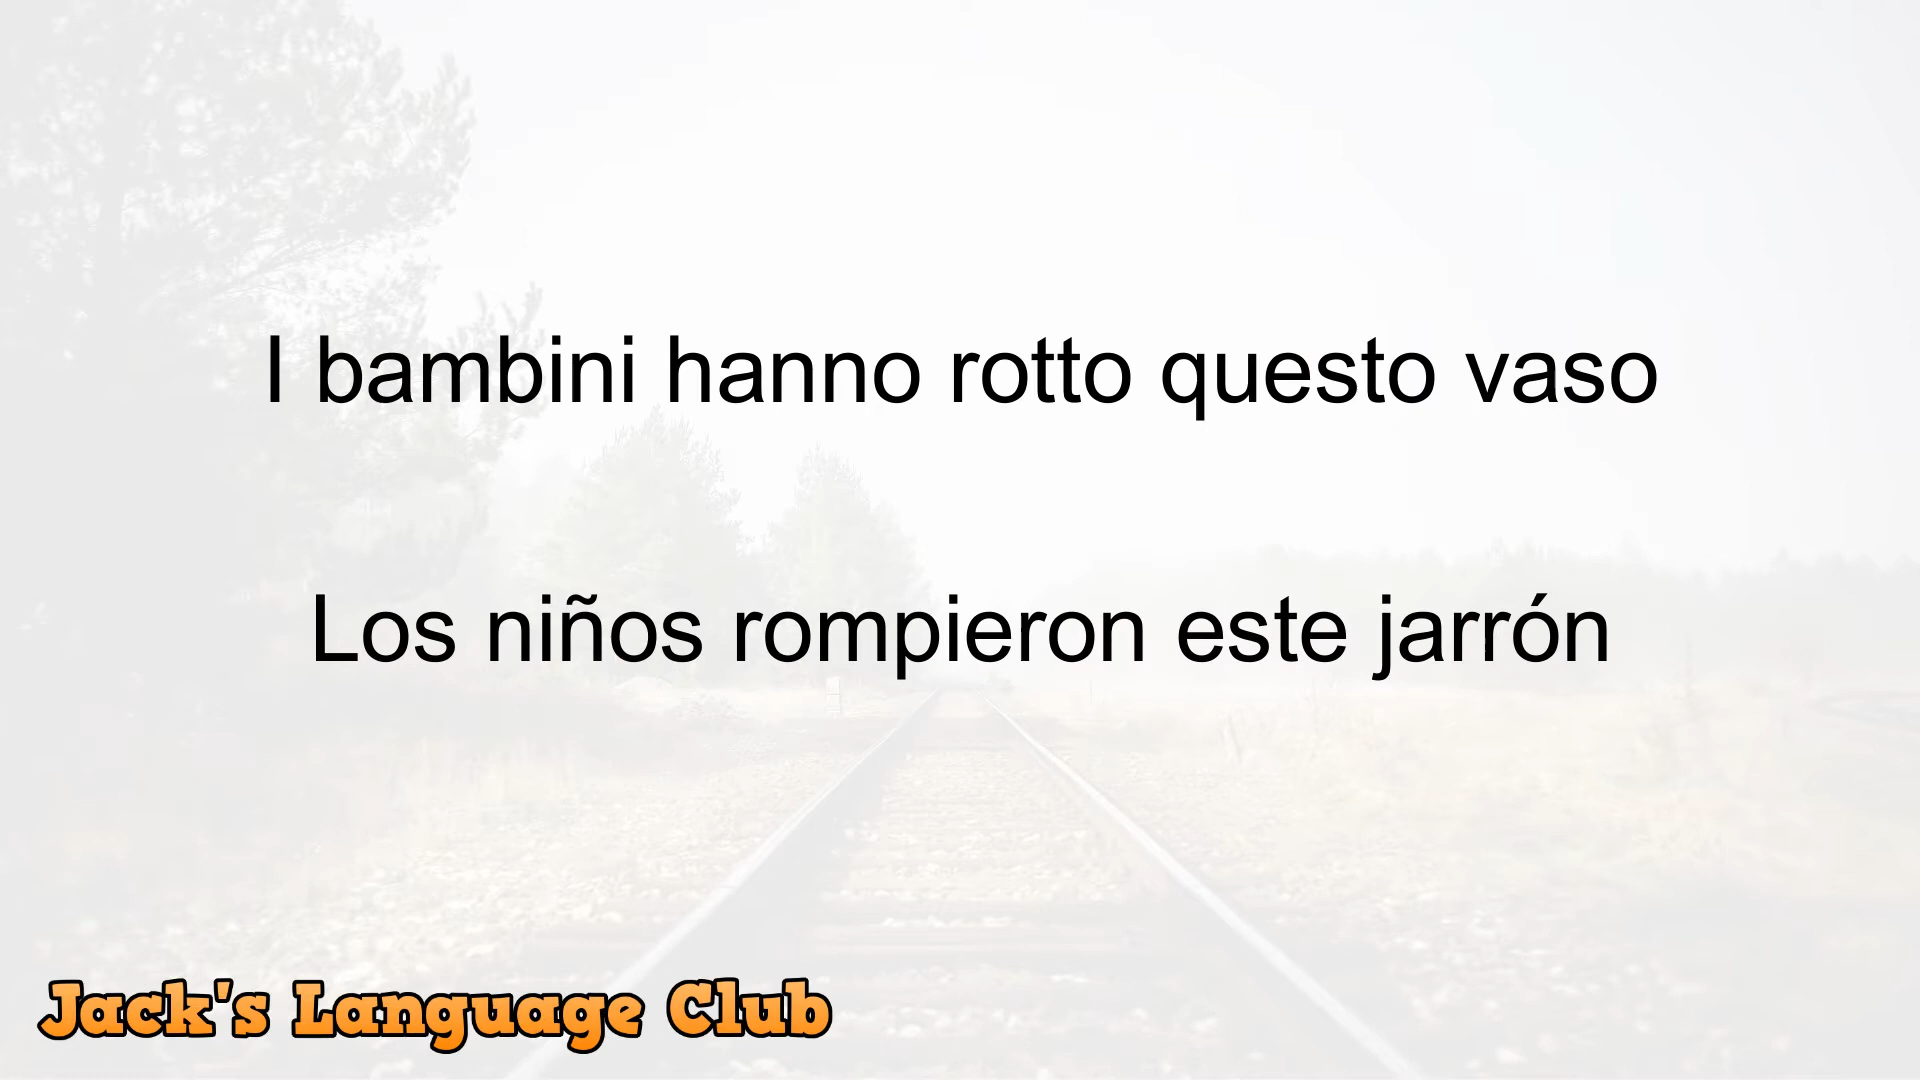 I bambini hanno rotto questo vaso
Los niños rompieron este jarrón
Jack's Language Club